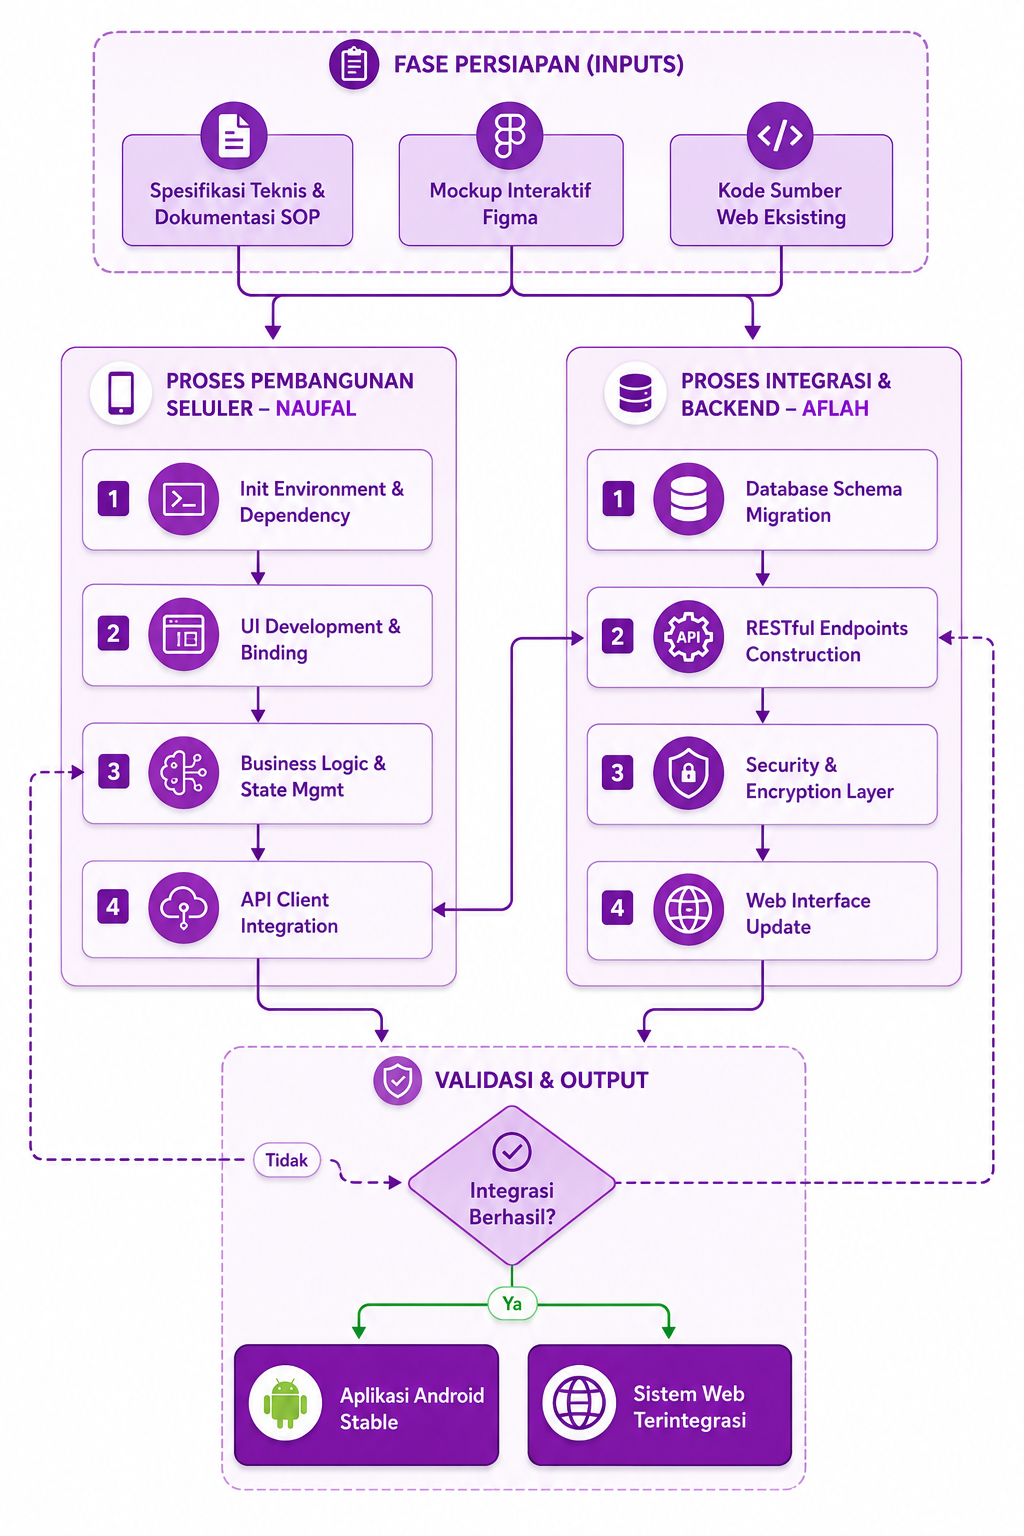 FASE PERSIAPAN (INPUTS)
Spesifikasi Teknis &
Dokumentasi SOP
Mockup Interaktif
Figma
</>
Kode Sumber
Web Eksisting
PROSES PEMBANGUNAN
SELULER – NAUFAL
1
Init Environment &
Dependency
2
UI Development &
Binding
3
Business Logic &
State Mgmt
4
API Client
Integration
PROSES INTEGRASI &
BACKEND – AFLAH
1
Database Schema
Migration
2
API
RESTful Endpoints
Construction
3
Security &
Encryption Layer
4
Web Interface
Update
VALIDASI & OUTPUT
Tidak
Integrasi
Berhasil?
Ya
Aplikasi Android
Stable
Sistem Web
Terintegrasi